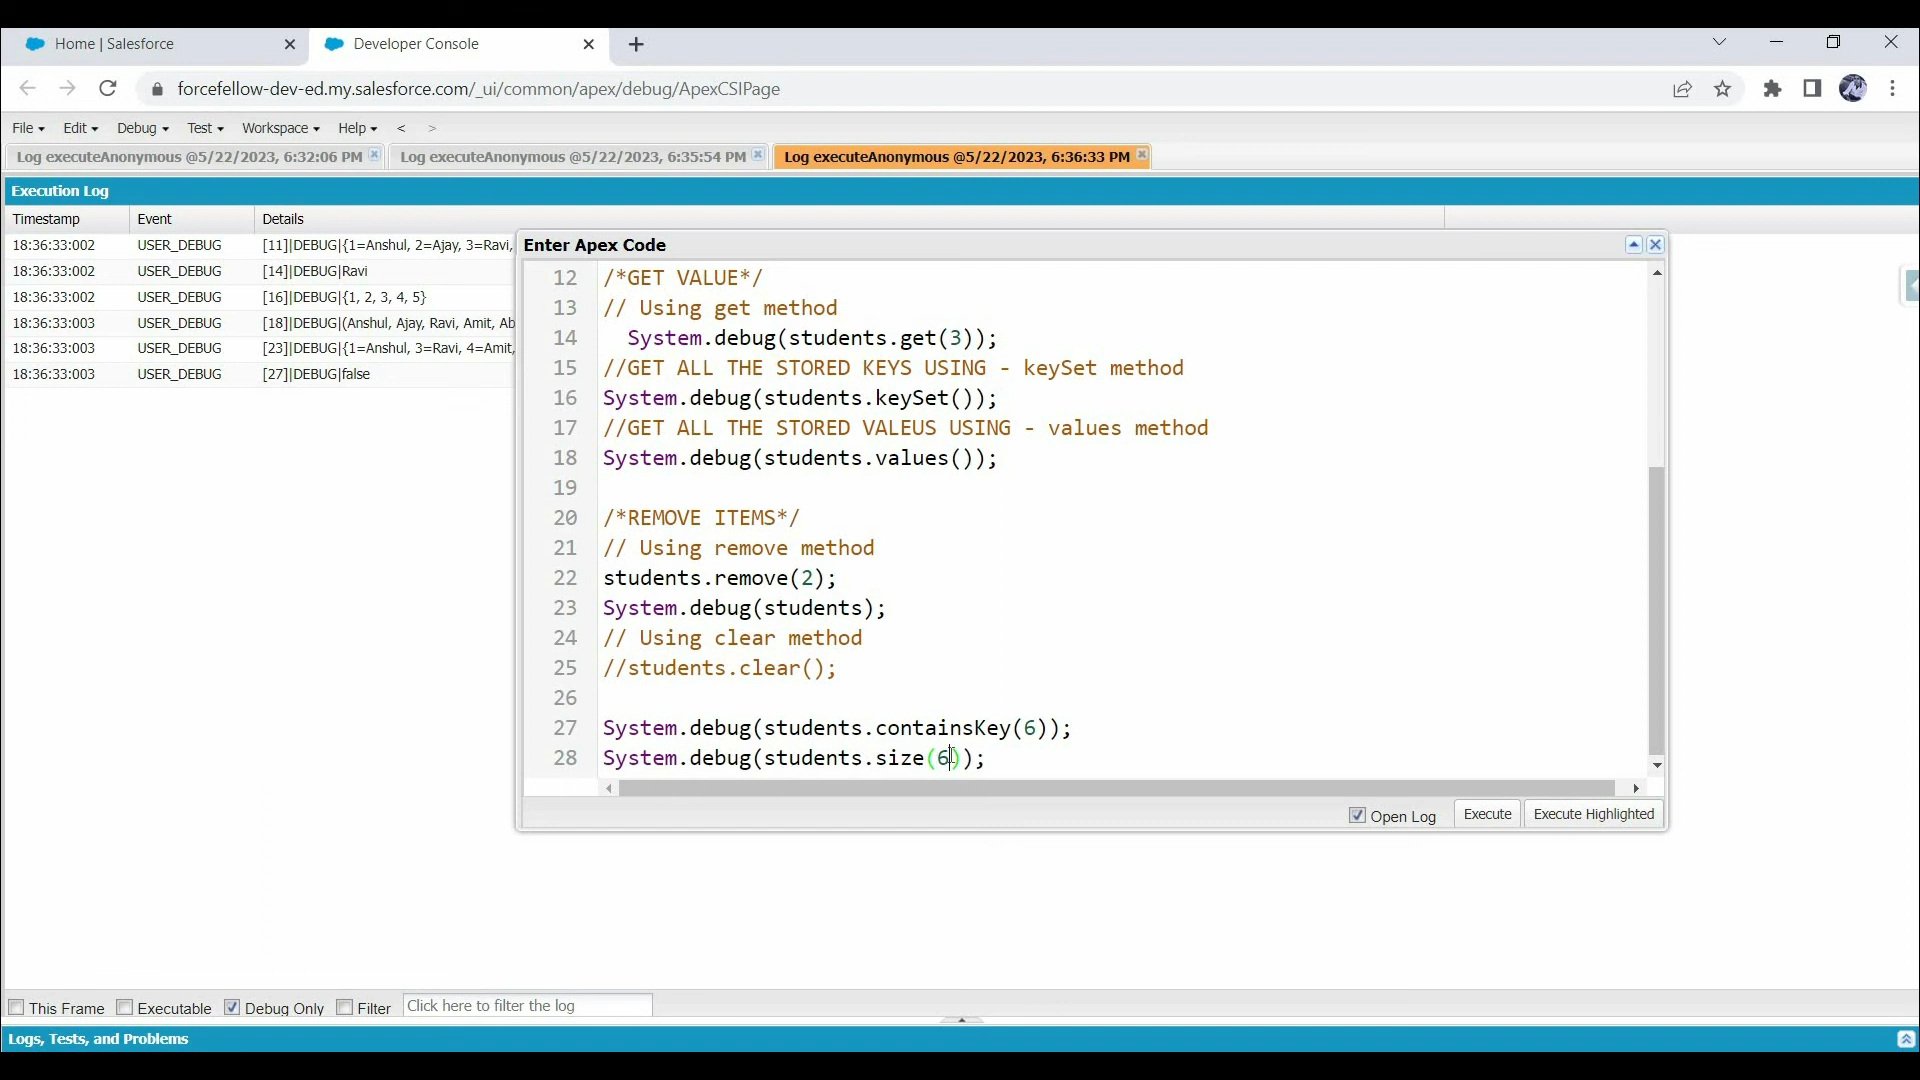 Home | Salesforce
Developer Console
forcefellow-dev-ed.my.salesforce.com/_ui/common/apex/debug/ApexCSIPage
File Edit Debug Test Workspace Help < >
Log executeAnonymous @5/22/2023, 6:32:06 PM
Log executeAnonymous @5/22/2023, 6:35:54 PM
Log executeAnonymous @5/22/2023, 6:36:33 PM
Execution Log
Timestamp Event Details
18:36:33:002 USER_DEBUG [11]|DEBUG|{1=Anshul, 2=Ajay, 3=Ravi,
18:36:33:002 USER_DEBUG [14]|DEBUG|Ravi
18:36:33:002 USER_DEBUG [16]|DEBUG|{1, 2, 3, 4, 5}
18:36:33:003 USER_DEBUG [18]|DEBUG|(Anshul, Ajay, Ravi, Amit, Ab
18:36:33:003 USER_DEBUG [23]|DEBUG|{1=Anshul, 3=Ravi, 4=Amit,
18:36:33:003 USER_DEBUG [27]|DEBUG|false
Enter Apex Code
12 /*GET VALUE*/
13 // Using get method
14 System.debug(students.get(3));
15 //GET ALL THE STORED KEYS USING - keySet method
16 System.debug(students.keySet());
17 //GET ALL THE STORED VALEUS USING - values method
18 System.debug(students.values());
19
20 /*REMOVE ITEMS*/
21 // Using remove method
22 students.remove(2);
23 System.debug(students);
24 // Using clear method
25 //students.clear();
26
27 System.debug(students.containsKey(6));
28 System.debug(students.size(6));
Open Log Execute Execute Highlighted
This Frame Executable Debug Only Filter Click here to filter the log
Logs, Tests, and Problems